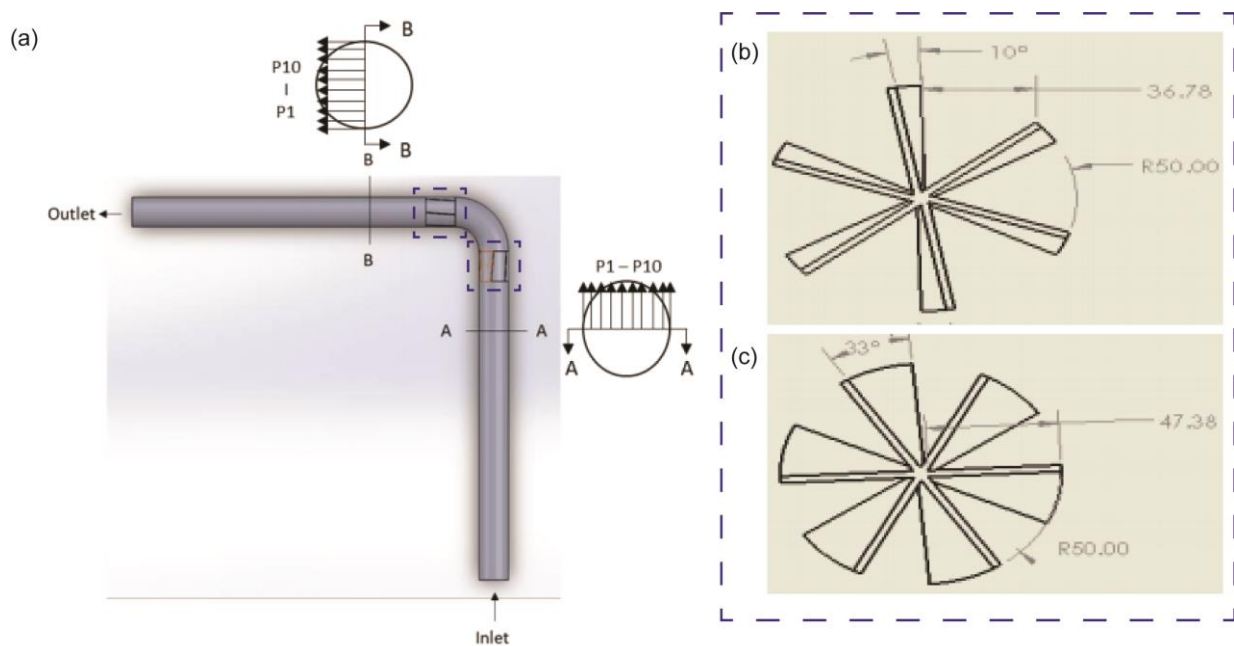 (a)
B
P10
I
P1
B
B
Outlet
B
P1 – P10
A
A
A
A
Inlet
(b)
10°
36.78
R50.00
(c)
33°
47.38
R50.00